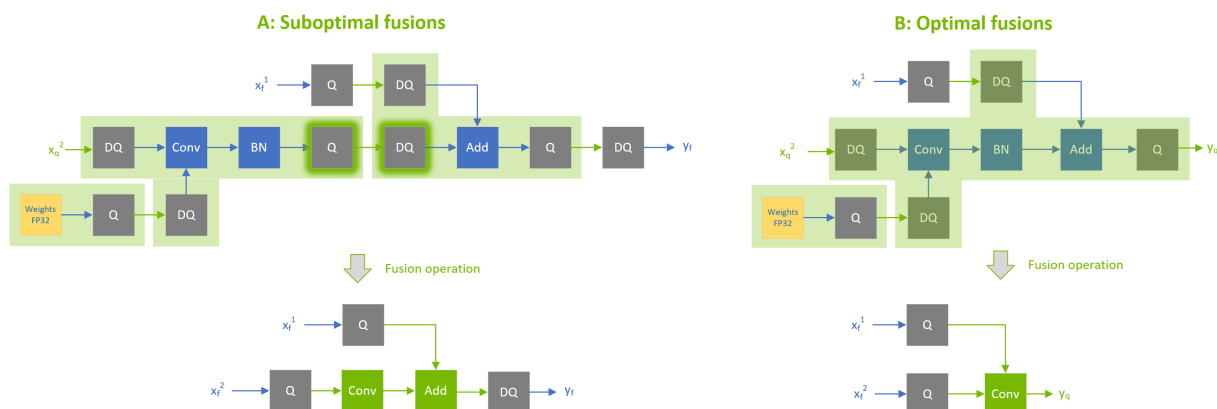 A: Suboptimal fusions
B: Optimal fusions
x_f^1 Q DQ
x_q^2 DQ Conv BN Q DQ Add Q DQ y_f
Weights
FP32
Q DQ
Fusion operation
x_f^1 Q
x_f^2 Q Conv Add DQ y_f
x_f^1 Q DQ
x_q^2 DQ Conv BN Add Q y_q
Weights
FP32
Q DQ
Fusion operation
x_f^1 Q
x_f^2 Q Conv y_q